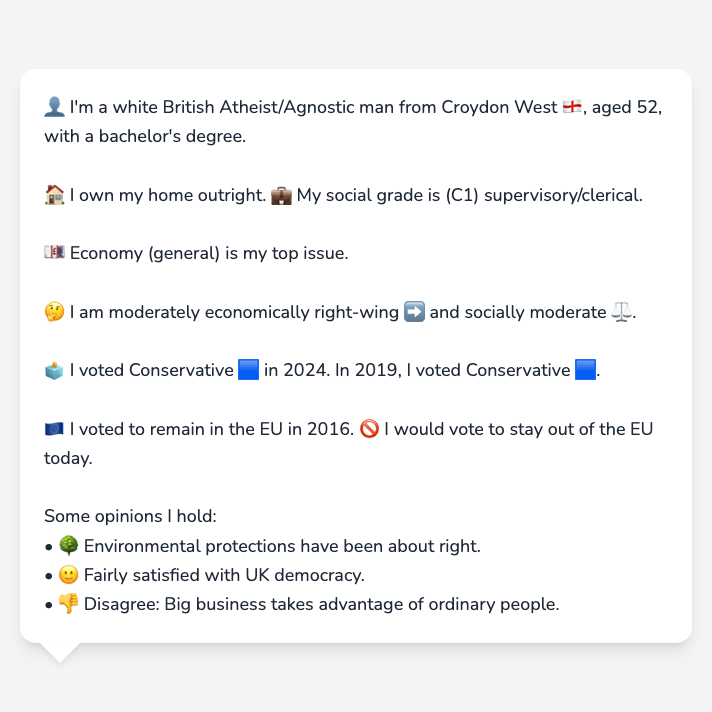 👤 I'm a white British Atheist/Agnostic man from Croydon West 🏴󠁧󠁢󠁥󠁮󠁧󠁿, aged 52,
with a bachelor's degree.
🏠 I own my home outright. 💼 My social grade is (C1) supervisory/clerical.
💷 Economy (general) is my top issue.
🤔 I am moderately economically right-wing ➡️ and socially moderate ⚖️.
🗳️ I voted Conservative 🟦 in 2024. In 2019, I voted Conservative 🟦.
🇪🇺 I voted to remain in the EU in 2016. 🚫 I would vote to stay out of the EU
today.
Some opinions I hold:
• 🌳 Environmental protections have been about right.
• 🙂 Fairly satisfied with UK democracy.
• 👎 Disagree: Big business takes advantage of ordinary people.